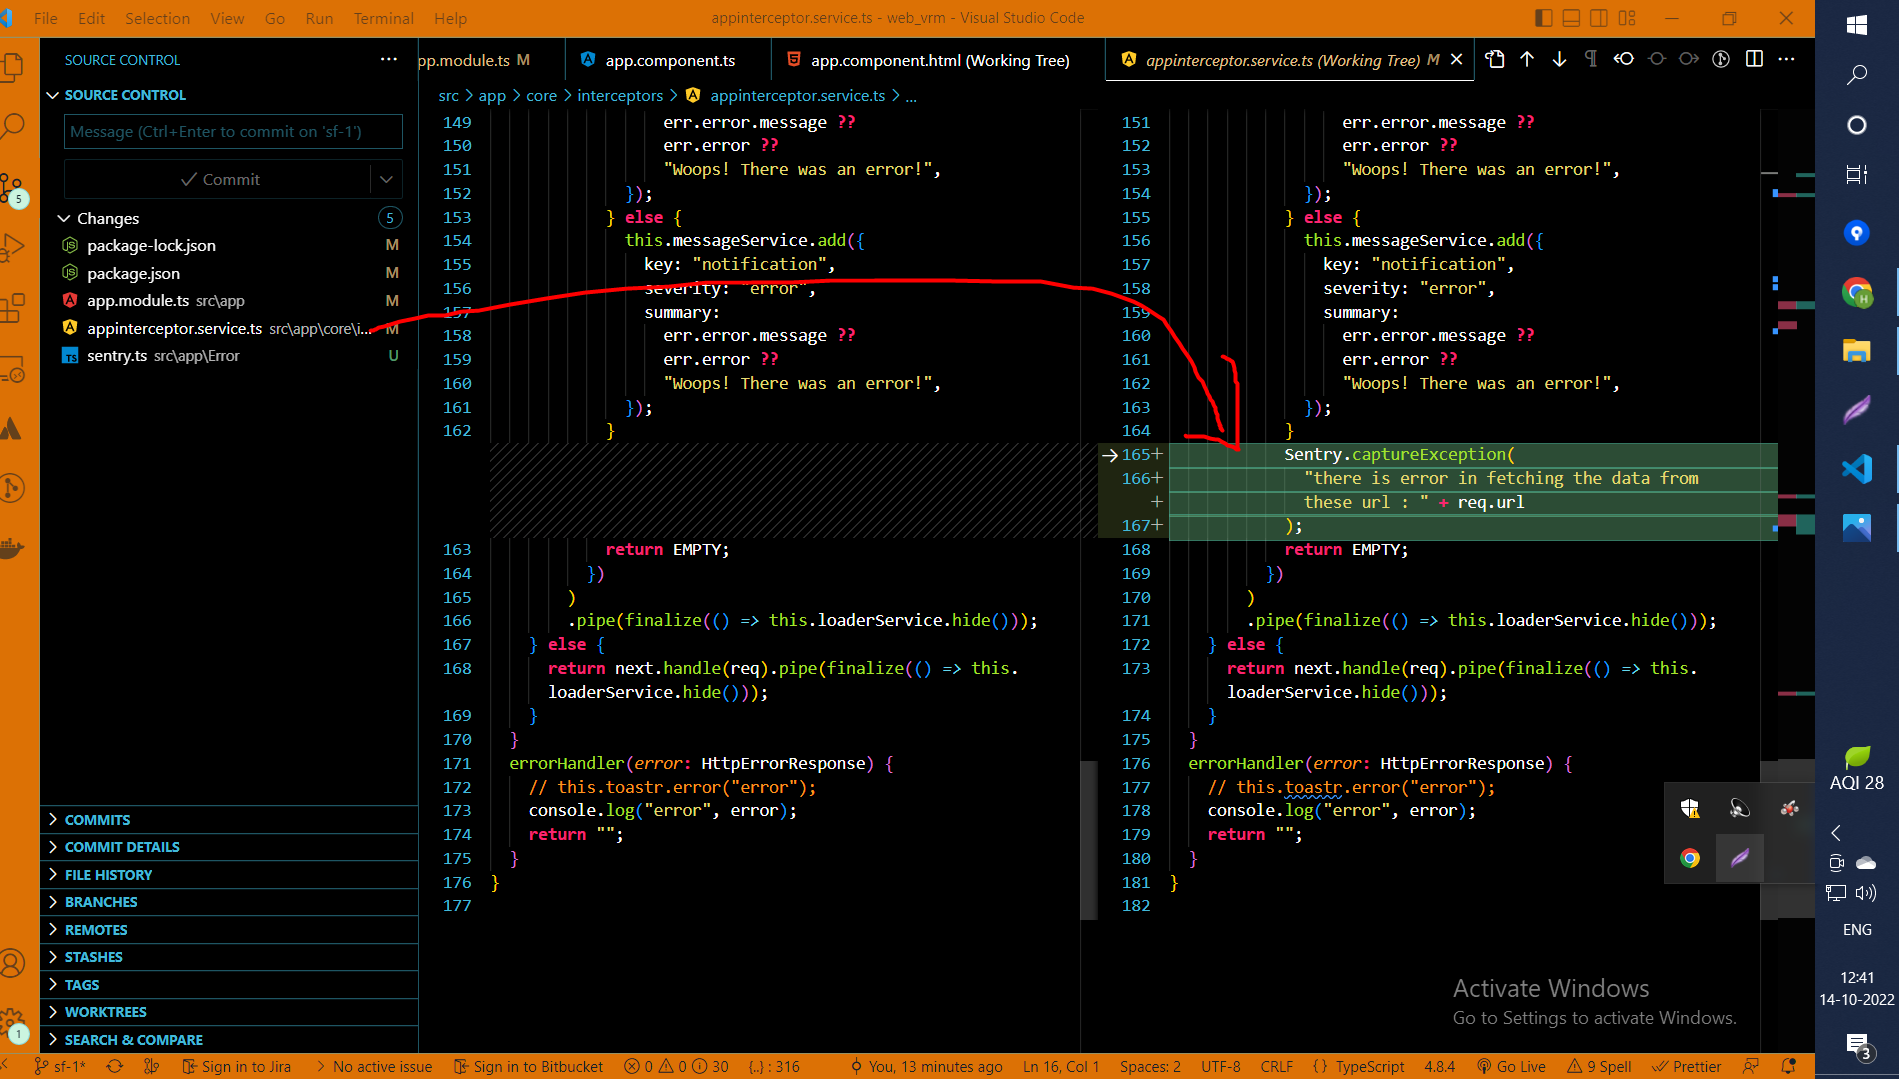 File Edit Selection View Go Run Terminal Help
appinterceptor.service.ts - web_vrm - Visual Studio Code
SOURCE CONTROL
SOURCE CONTROL
Message (Ctrl+Enter to commit on 'sf-1')
Commit
Changes 5
package-lock.json M
package.json M
app.module.ts src\app M
appinterceptor.service.ts src\app\core\i... M
sentry.ts src\app\Error U
COMMITS
COMMIT DETAILS
FILE HISTORY
BRANCHES
REMOTES
STASHES
TAGS
WORKTREES
SEARCH & COMPARE
5
1
pp.module.ts M
app.component.ts
app.component.html (Working Tree)
appinterceptor.service.ts (Working Tree) M
src > app > core > interceptors > appinterceptor.service.ts > ...
149 err.error.message ??
150 err.error ??
151 "Woops! There was an error!",
152 });
153 } else {
154 this.messageService.add({
155 key: "notification",
156 severity: "error",
157 summary:
158 err.error.message ??
159 err.error ??
160 "Woops! There was an error!",
161 });
162 }
163 return EMPTY;
164 })
165 )
166 .pipe(finalize(() => this.loaderService.hide()));
167 } else {
168 return next.handle(req).pipe(finalize(() => this.
loaderService.hide()));
169 }
170 }
171 errorHandler(error: HttpErrorResponse) {
172 // this.toastr.error("error");
173 console.log("error", error);
174 return "";
175 }
176 }
177
151 err.error.message ??
152 err.error ??
153 "Woops! There was an error!",
154 });
155 } else {
156 this.messageService.add({
157 key: "notification",
158 severity: "error",
159 summary:
160 err.error.message ??
161 err.error ??
162 "Woops! There was an error!",
163 });
164 }
165+ Sentry.captureException(
166+ "there is error in fetching the data from
+ these url : " + req.url
167+ );
168 return EMPTY;
169 })
170 )
171 .pipe(finalize(() => this.loaderService.hide()));
172 } else {
173 return next.handle(req).pipe(finalize(() => this.
loaderService.hide()));
174 }
175 }
176 errorHandler(error: HttpErrorResponse) {
177 // this.toastr.error("error");
178 console.log("error", error);
179 return "";
180 }
181 }
182
Activate Windows
Go to Settings to activate Windows.
sf-1* Sign in to Jira No active issue Sign in to Bitbucket 0 0 30 {..} : 316 You, 13 minutes ago Ln 16, Col 1 Spaces: 2 UTF-8 CRLF {} TypeScript 4.8.4 Go Live 9 Spell Prettier
H
AQI 28
ENG
12:41
14-10-2022
3